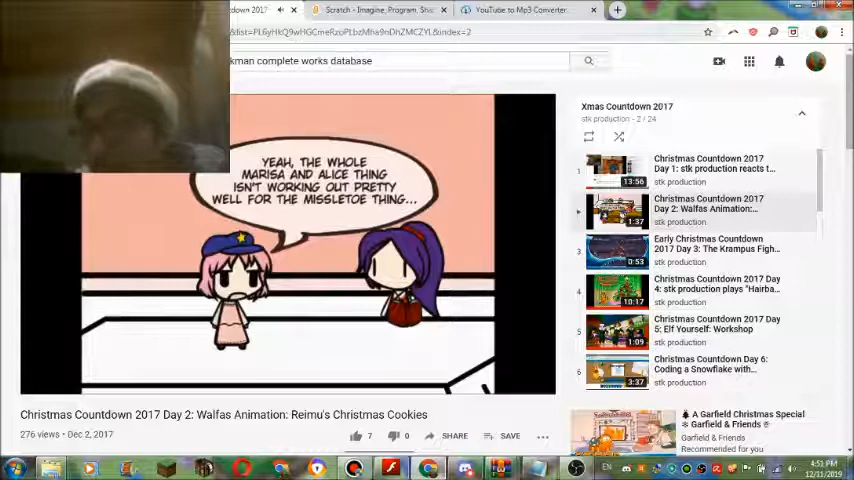 down 2017
Scratch - Imagine, Program, Shar
YouTube to Mp3 Converter
&list=PL6yHkQ9wHGCmeRzoPLbzMha9nDhZMCZYL&index=2
kman complete works database
YEAH, THE WHOLE
MARISA AND ALICE THING
ISN'T WORKING OUT PRETTY
WELL FOR THE MISSLETOE THING...
Christmas Countdown 2017 Day 2: Walfas Animation: Reimu's Christmas Cookies
276 views • Dec 2, 2017
7
0
SHARE
SAVE
Xmas Countdown 2017
stk production - 2 / 24
1
13:56
Christmas Countdown 2017
Day 1: stk production reacts t...
stk production
1:37
Christmas Countdown 2017
Day 2: Walfas Animation:...
stk production
3
0:53
Early Christmas Countdown
2017 Day 3: The Krampus Figh...
stk production
4
10:17
Christmas Countdown 2017 Day
4: stk production plays "Hairba...
stk production
5
1:09
Christmas Countdown 2017 Day
5: Elf Yourself: Workshop
stk production
6
3:37
Christmas Countdown Day 6:
Coding a Snowflake with...
stk production
A Garfield Christmas Special
Garfield & Friends
Garfield & Friends
Recommended for you
EN
4:51 PM
12/11/2019